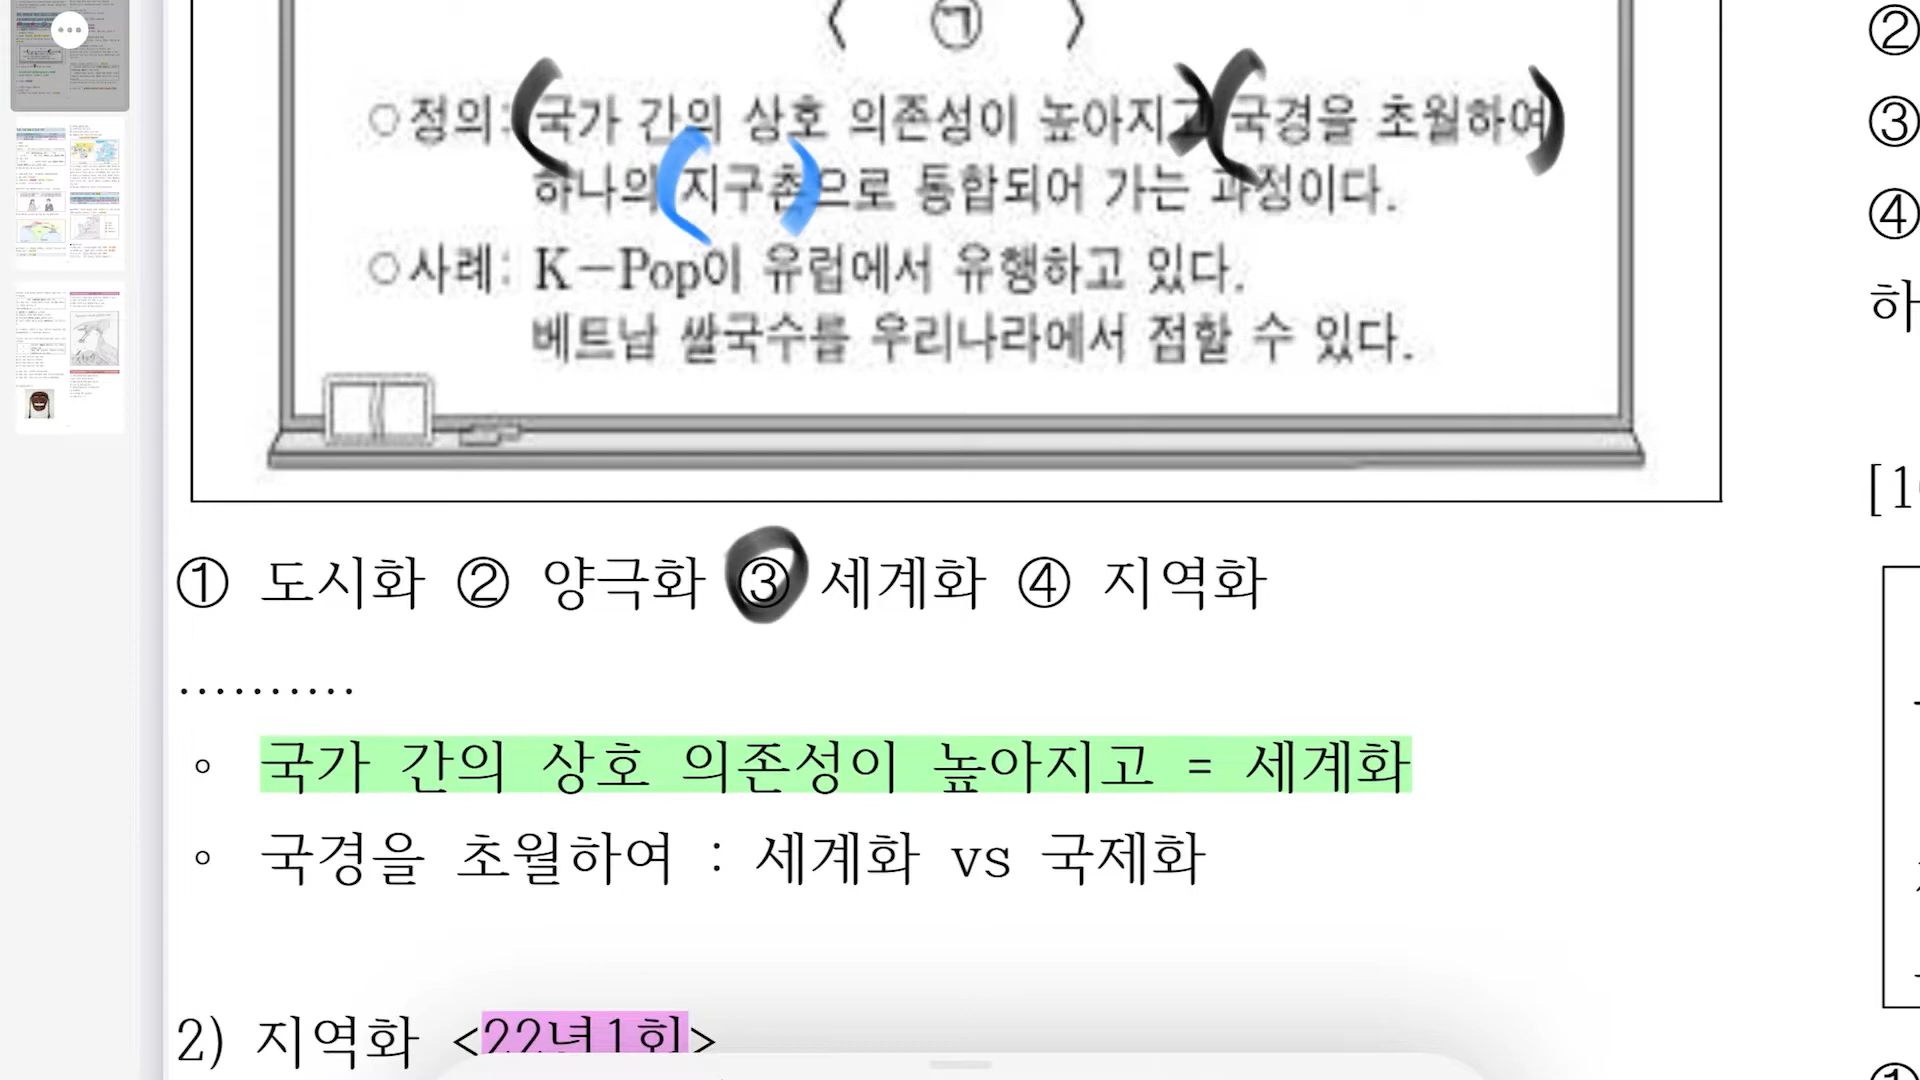 < ㉠ >
○정의: 국가 간의 상호 의존성이 높아지고 국경을 초월하여
하나의 지구촌으로 통합되어 가는 과정이다.
○사례: K-Pop이 유럽에서 유행하고 있다.
베트남 쌀국수를 우리나라에서 접할 수 있다.
① 도시화 ② 양극화 ③ 세계화 ④ 지역화
··········
◦ 국가 간의 상호 의존성이 높아지고 = 세계화
◦ 국경을 초월하여 : 세계화 vs 국제화
2) 지역화 <22년1회>
②
③
④
하